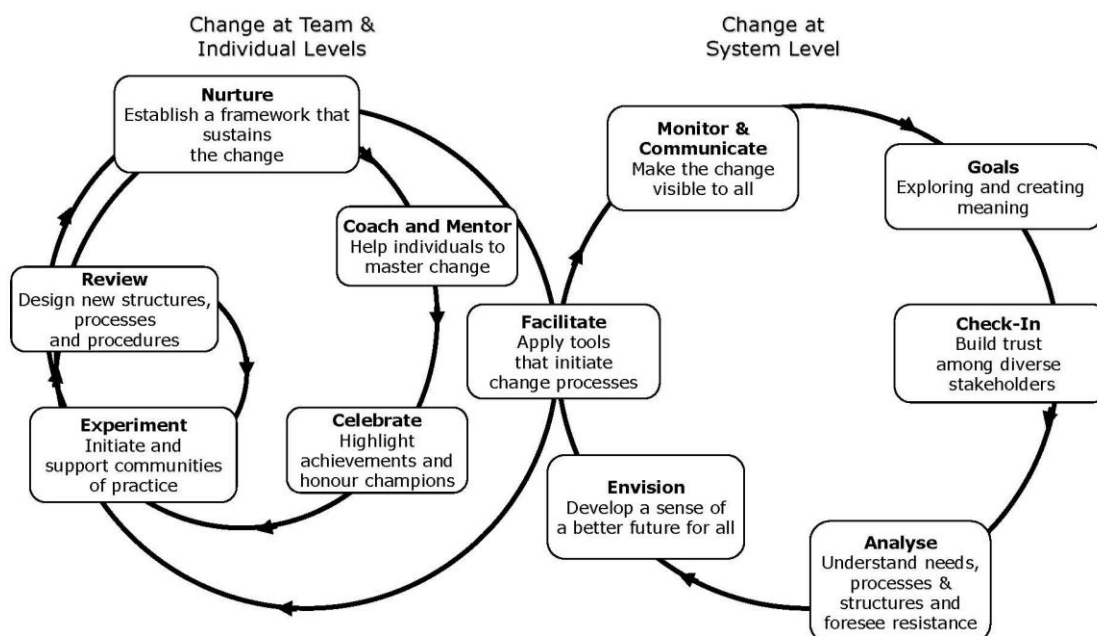 Change at Team &
Individual Levels
Change at
System Level
Nurture
Establish a framework that
sustains
the change
Monitor &
Communicate
Make the change
visible to all
Goals
Exploring and creating
meaning
Coach and Mentor
Help individuals to
master change
Review
Design new structures,
processes
and procedures
Facilitate
Apply tools
that initiate
change processes
Check-In
Build trust
among diverse
stakeholders
Experiment
Initiate and
support communities
of practice
Celebrate
Highlight
achievements and
honour champions
Envision
Develop a sense of
a better future for all
Analyse
Understand needs,
processes &
structures and
foresee resistance